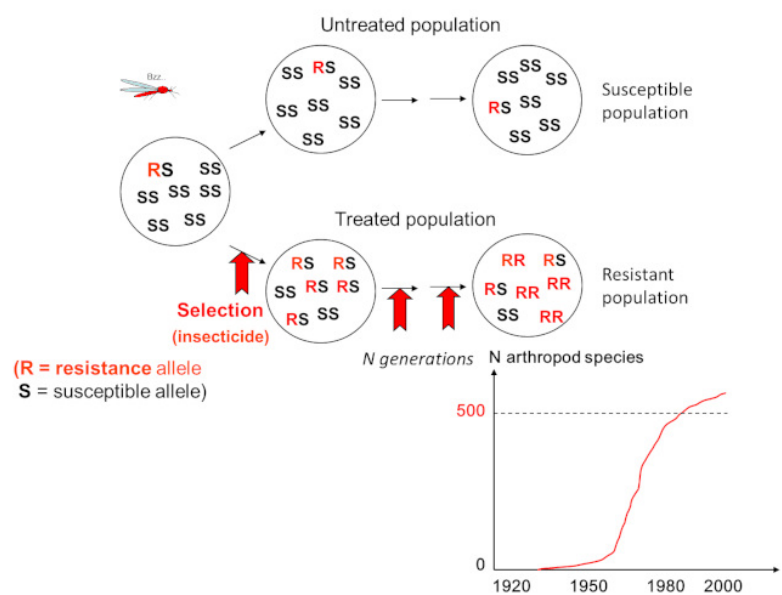 Untreated population
Bzz..
SS RS SS
SS SS SS
SS
SS
SS SS
RS SS
SS SS
Susceptible
population
RS SS
SS SS SS
SS SS
Treated population
Selection
(insecticide)
RS RS
SS RS RS
RS SS
RR RS
RS RR RR
SS RR
Resistant
population
N generations
(R = resistance allele
S = susceptible allele)
N arthropod species
500
0
1920 1950 1980 2000